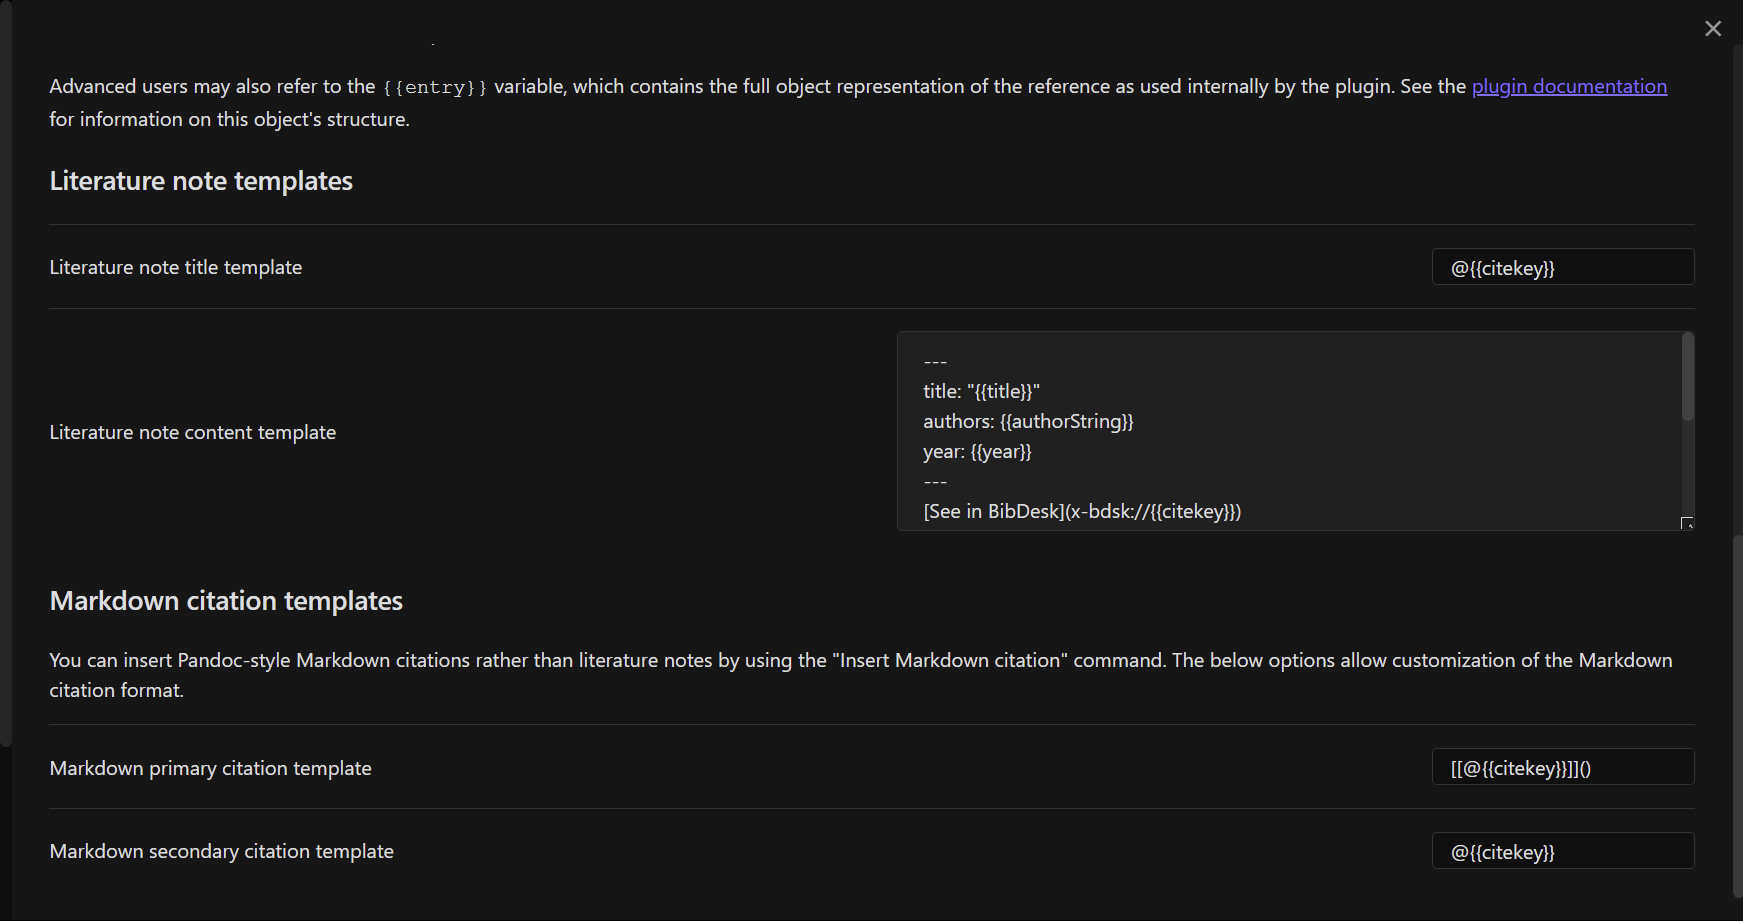 Advanced users may also refer to the {{entry}} variable, which contains the full object representation of the reference as used internally by the plugin. See the plugin documentation
for information on this object's structure.
Literature note templates
Literature note title template
@{{citekey}}
Literature note content template
---
title: "{{title}}"
authors: {{authorString}}
year: {{year}}
---
[See in BibDesk](x-bdsk://{{citekey}})
Markdown citation templates
You can insert Pandoc-style Markdown citations rather than literature notes by using the "Insert Markdown citation" command. The below options allow customization of the Markdown
citation format.
Markdown primary citation template
[[@{{citekey}}]]()
Markdown secondary citation template
@{{citekey}}